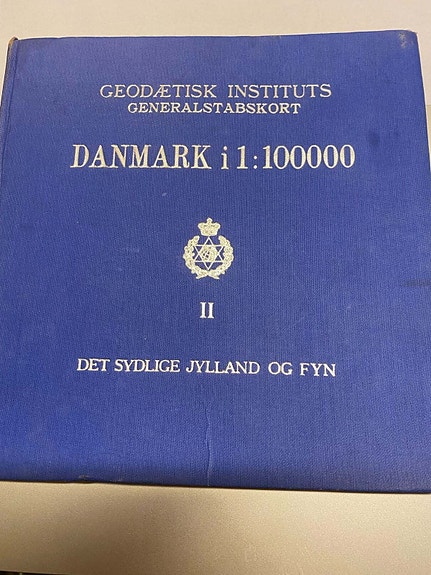 GEODÆTISK INSTITUTS
GENERALSTABSKORT
DANMARK i 1:100000
II
DET SYDLIGE JYLLAND OG FYN